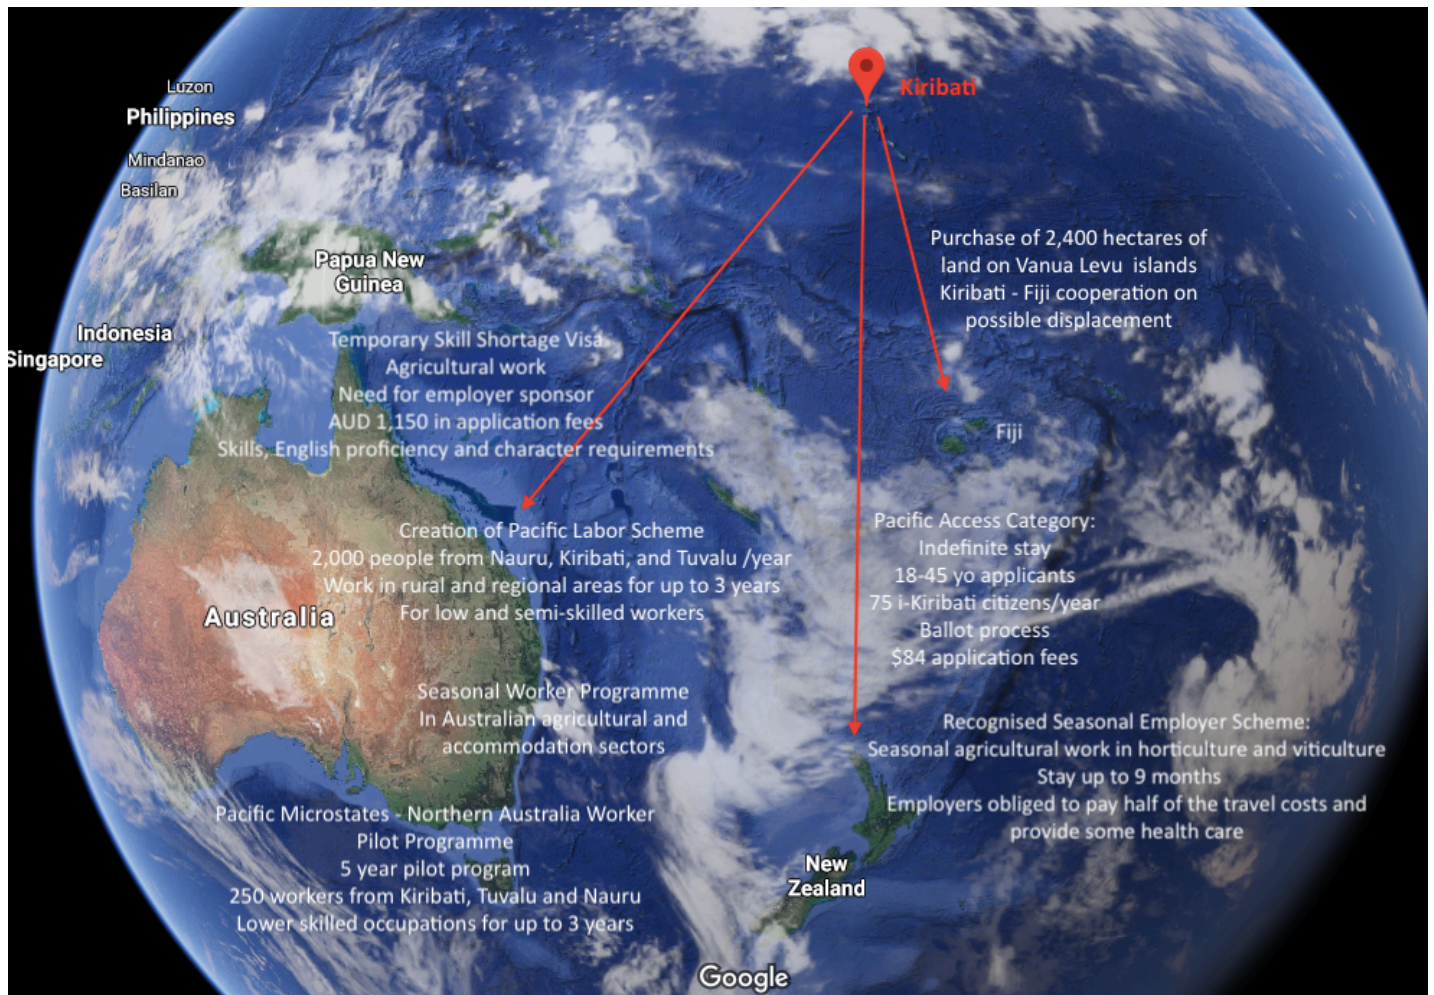 Luzon
Philippines
Mindanao
Basilan
Kiribati
Papua New
Guinea
Indonesia
Singapore
Purchase of 2,400 hectares of
land on Vanua Levu islands
Kiribati - Fiji cooperation on
possible displacement
Temporary Skill Shortage Visa
Agricultural work
Need for employer sponsor
AUD 1,150 in application fees
Skills, English proficiency and character requirements
Fiji
Creation of Pacific Labor Scheme
2,000 people from Nauru, Kiribati, and Tuvalu /year
Work in rural and regional areas for up to 3 years
For low and semi-skilled workers
Australia
Pacific Access Category:
Indefinite stay
18-45 yo applicants
75 i-Kiribati citizens/year
Ballot process
$84 application fees
Seasonal Worker Programme
In Australian agricultural and
accommodation sectors
Recognised Seasonal Employer Scheme:
Seasonal agricultural work in horticulture and viticulture
Stay up to 9 months
Employers obliged to pay half of the travel costs and
provide some health care
Pacific Microstates - Northern Australia Worker
Pilot Programme
5 year pilot program
250 workers from Kiribati, Tuvalu and Nauru
Lower skilled occupations for up to 3 years
New
Zealand
Google